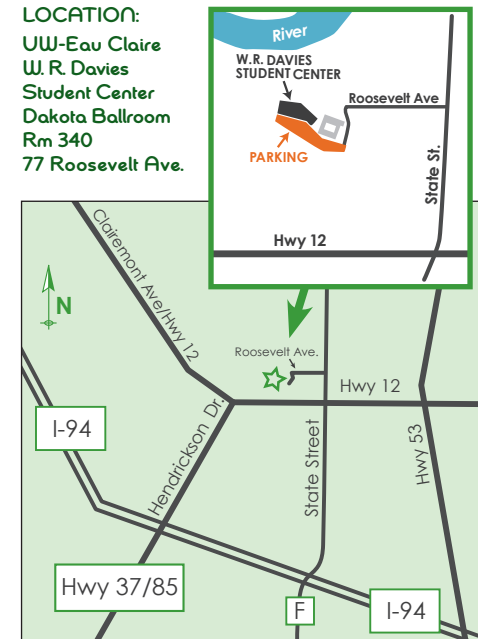 LOCATION:
UW-Eau Claire
W. R. Davies
Student Center
Dakota Ballroom
Rm 340
77 Roosevelt Ave.
River
W.R. DAVIES
STUDENT CENTER
Roosevelt Ave
PARKING
State St.
Hwy 12
Clairemont Ave/Hwy 12
N
Roosevelt Ave.
Hwy 12
I-94
Hendrickson Dr.
State Street
Hwy 53
Hwy 37/85
F
I-94